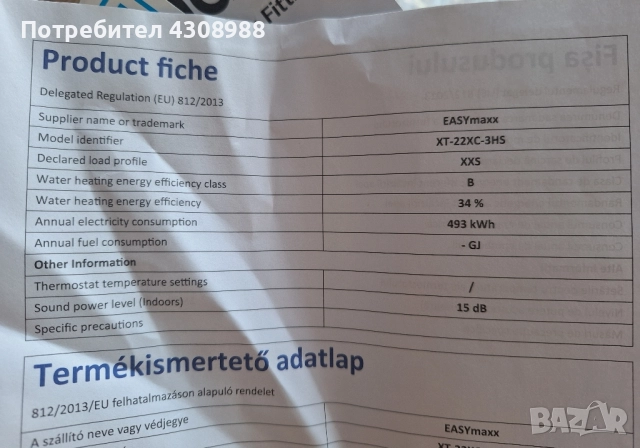 Потребител 4308988
Fitt
Product fiche
Delegated Regulation (EU) 812/2013
Supplier name or trademark EASYmaxx
Model identifier XT-22XC-3HS
Declared load profile XXS
Water heating energy efficiency class B
Water heating energy efficiency 34 %
Annual electricity consumption 493 kWh
Annual fuel consumption - GJ
Other Information
Thermostat temperature settings /
Sound power level (Indoors) 15 dB
Specific precautions
Termékismertető adatlap
812/2013/EU felhatalmazáson alapuló rendelet
A szállító neve vagy védjegye EASYmaxx
BAZAR